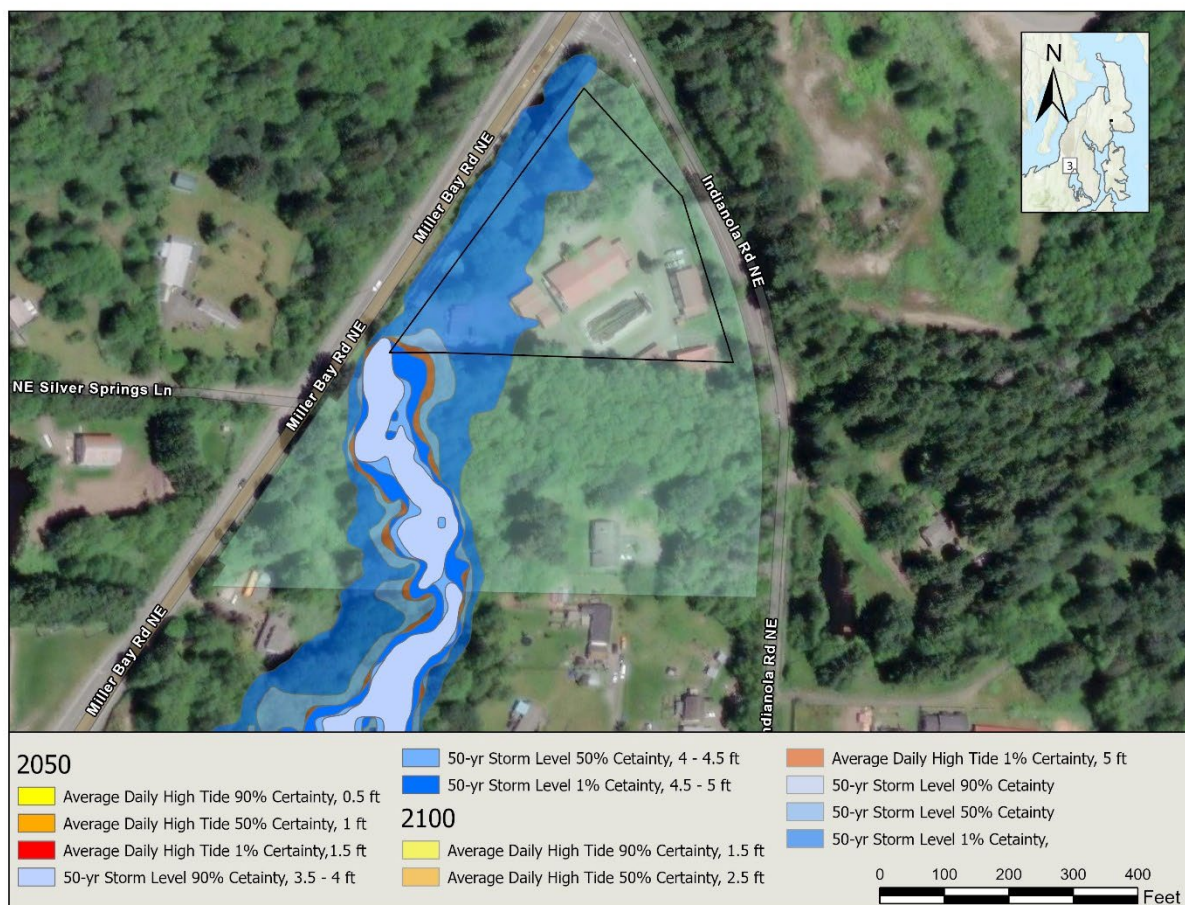 N
3
Miller Bay Rd NE
Indianola Rd NE
Miller Bay Rd NE
NE Silver Springs Ln
Miller Bay Rd NE
Indianola Rd NE
2050
Average Daily High Tide 90% Certainty, 0.5 ft
Average Daily High Tide 50% Certainty, 1 ft
Average Daily High Tide 1% Certainty,1.5 ft
50-yr Storm Level 90% Cetainty, 3.5 - 4 ft
50-yr Storm Level 50% Cetainty, 4 - 4.5 ft
50-yr Storm Level 1% Cetainty, 4.5 - 5 ft
2100
Average Daily High Tide 90% Certainty, 1.5 ft
Average Daily High Tide 50% Certainty, 2.5 ft
Average Daily High Tide 1% Certainty, 5 ft
50-yr Storm Level 90% Cetainty
50-yr Storm Level 50% Cetainty
50-yr Storm Level 1% Cetainty,
0 100 200 300 400
Feet